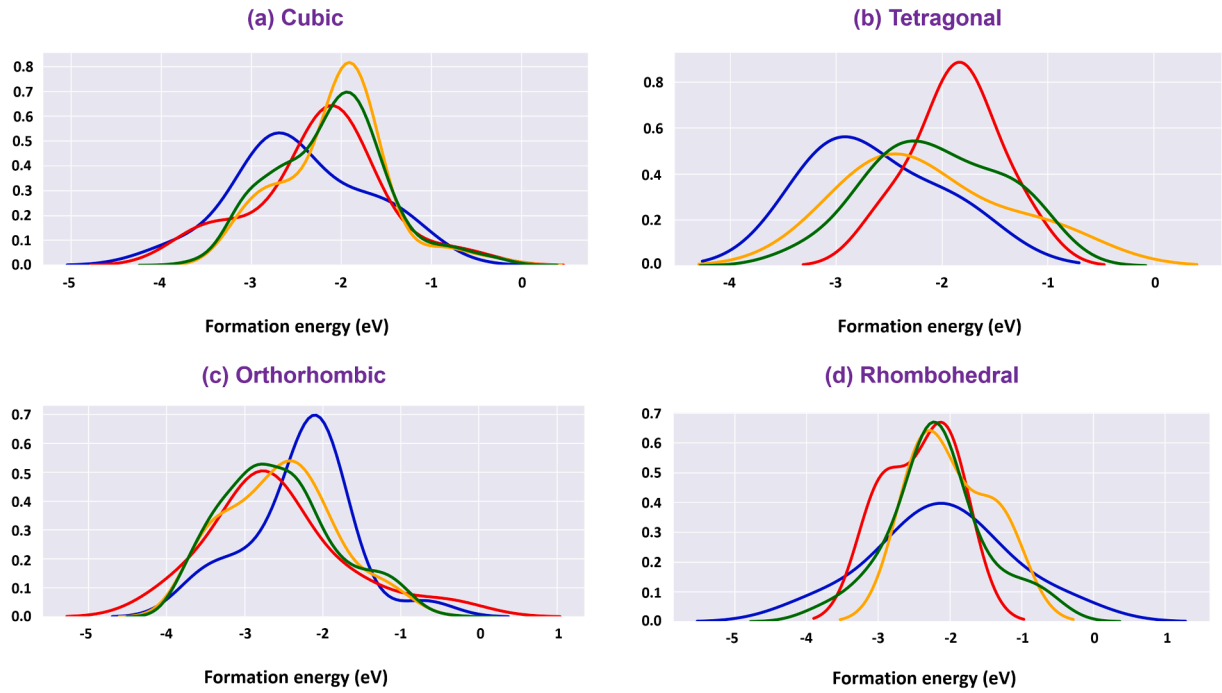 (a) Cubic
0.8
0.7
0.6
0.5
0.4
0.3
0.2
0.1
0.0
-5 -4 -3 -2 -1 0
Formation energy (eV)
(b) Tetragonal
0.8
0.6
0.4
0.2
0.0
-4 -3 -2 -1 0
Formation energy (eV)
(c) Orthorhombic
0.7
0.6
0.5
0.4
0.3
0.2
0.1
0.0
-5 -4 -3 -2 -1 0 1
Formation energy (eV)
(d) Rhombohedral
0.7
0.6
0.5
0.4
0.3
0.2
0.1
0.0
-5 -4 -3 -2 -1 0 1
Formation energy (eV)